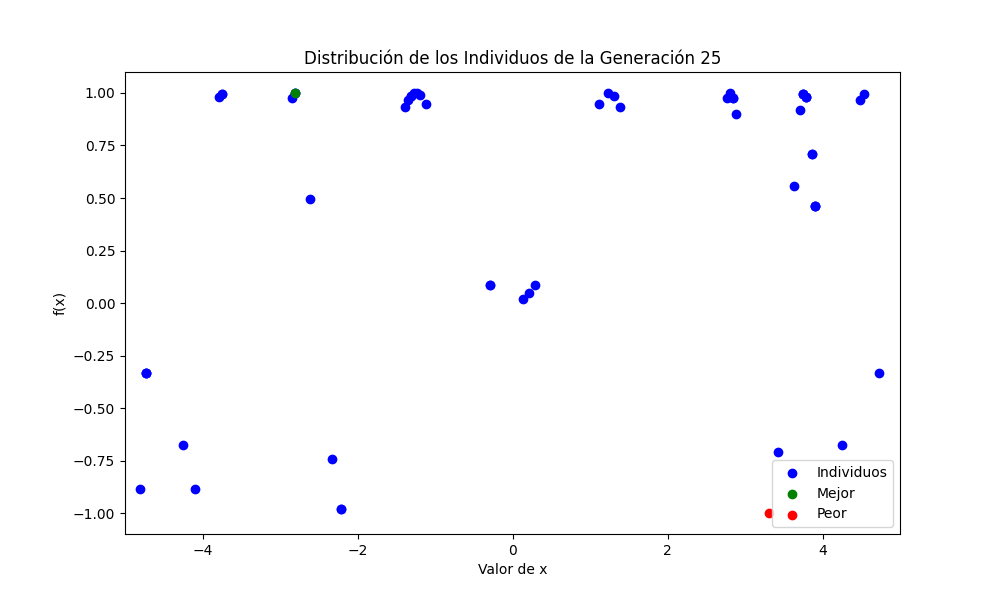 Distribución de los Individuos de la Generación 25
f(x)
1.00
0.75
0.50
0.25
0.00
−0.25
−0.50
−0.75
−1.00
Individuos
Mejor
Peor
−4
−2
0
2
4
Valor de x